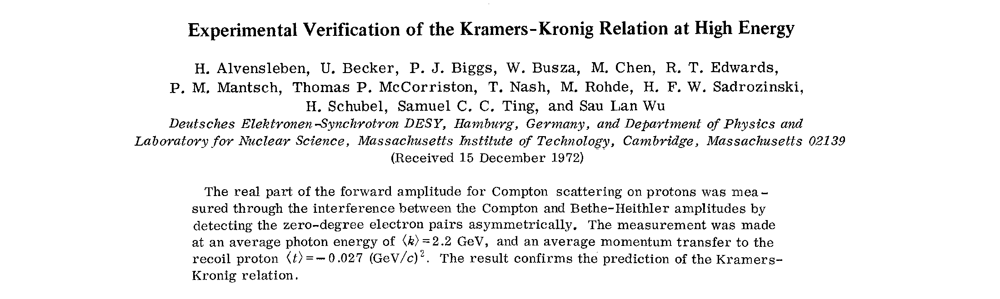 Experimental Verification of the Kramers-Kronig Relation at High Energy
H. Alvensleben, U. Becker, P. J. Biggs, W. Busza, M. Chen, R. T. Edwards,
P. M. Mantsch, Thomas P. McCorriston, T. Nash, M. Rohde, H. F. W. Sadrozinski,
H. Schubel, Samuel C. C. Ting, and Sau Lan Wu
Deutsches Elektronen-Synchrotron DESY, Hamburg, Germany, and Department of Physics and
Laboratory for Nuclear Science, Massachusetts Institute of Technology, Cambridge, Massachusetts 02139
(Received 15 December 1972)
The real part of the forward amplitude for Compton scattering on protons was mea-
sured through the interference between the Compton and Bethe-Heithler amplitudes by
detecting the zero-degree electron pairs asymmetrically. The measurement was made
at an average photon energy of ⟨k⟩=2.2 GeV, and an average momentum transfer to the
recoil proton ⟨t⟩=-0.027 (GeV/c)². The result confirms the prediction of the Kramers-
Kronig relation.